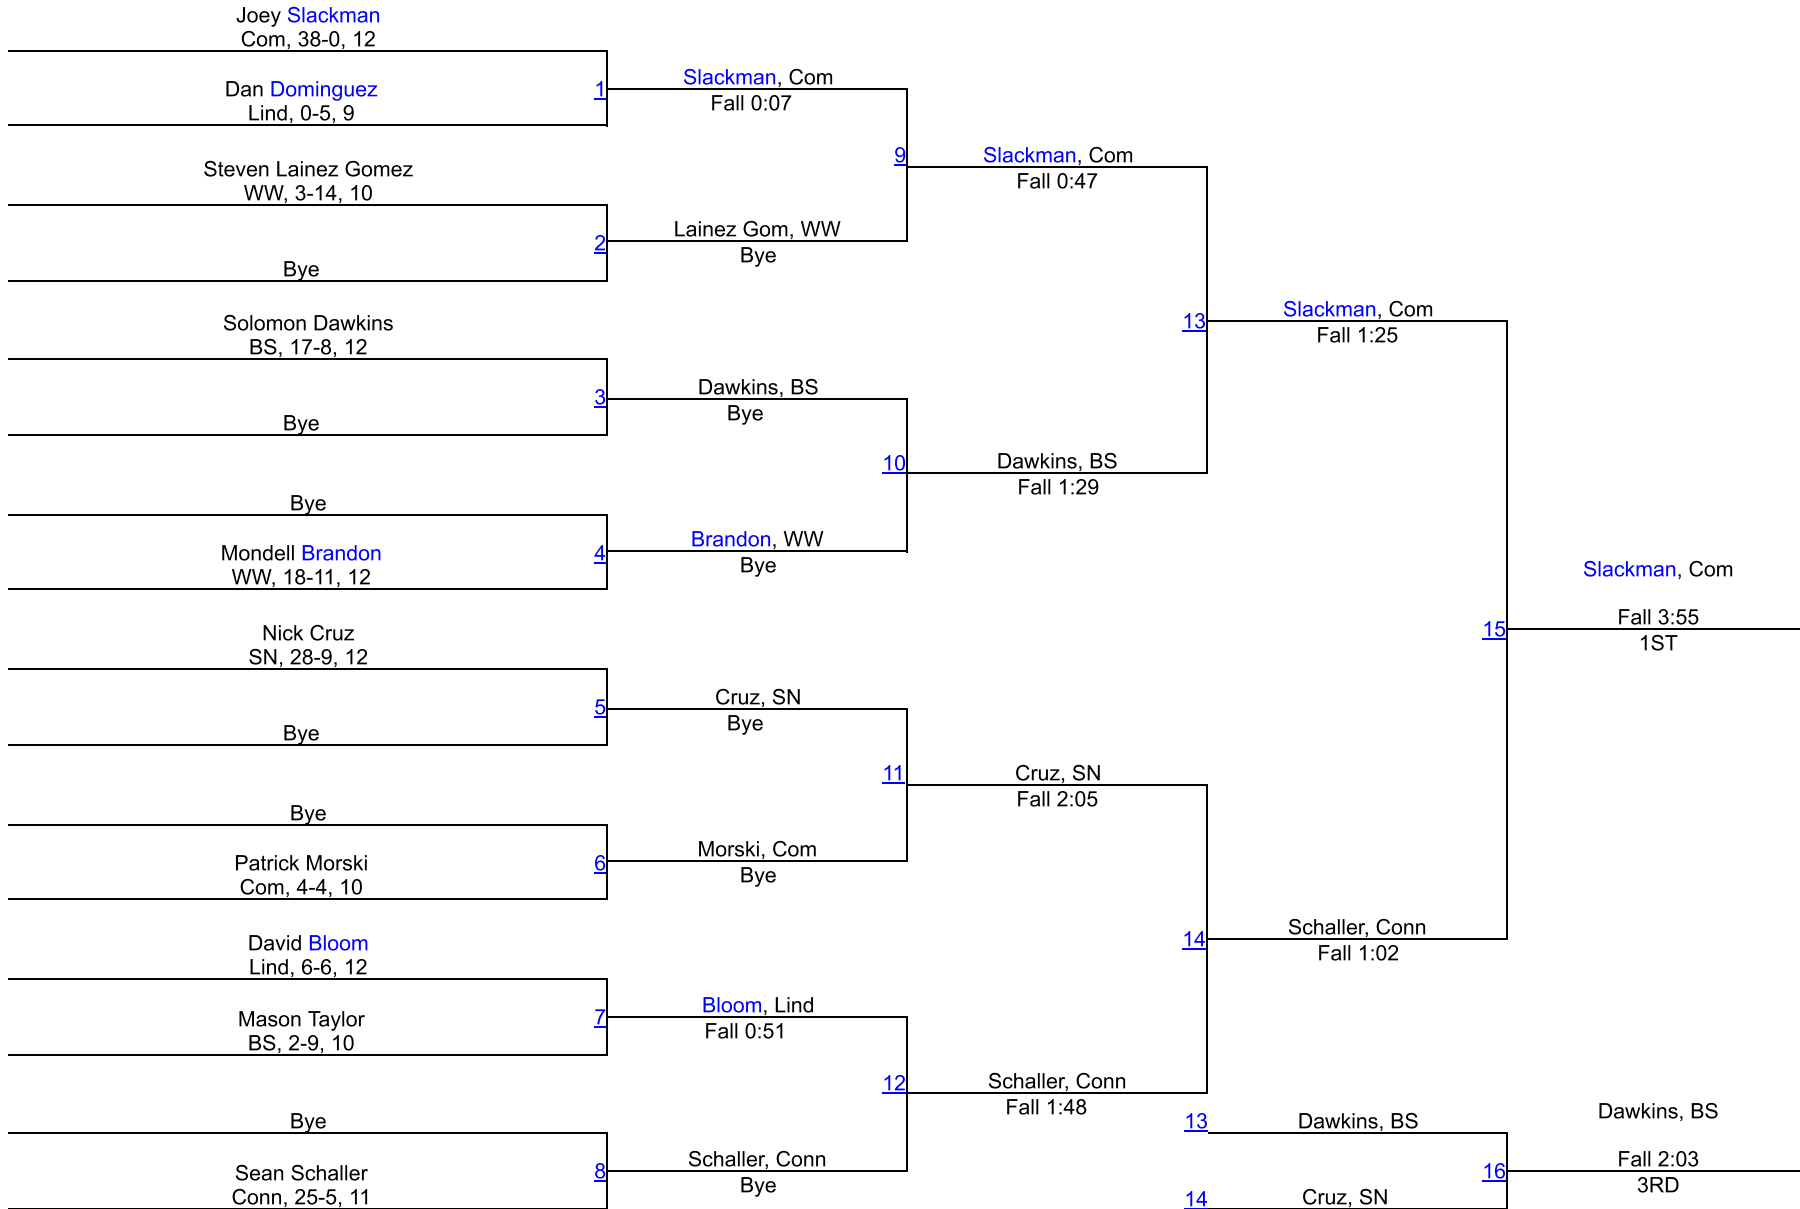 Joey Slackman
Com, 38-0, 12
Dan Dominguez
Lind, 0-5, 9
1
Slackman, Com
Fall 0:07
Steven Lainez Gomez
WW, 3-14, 10
Bye
2
Lainez Gom, WW
Bye
9
Slackman, Com
Fall 0:47
Solomon Dawkins
BS, 17-8, 12
Bye
3
Dawkins, BS
Bye
Bye
Mondell Brandon
WW, 18-11, 12
4
Brandon, WW
Bye
10
Dawkins, BS
Fall 1:29
13
Slackman, Com
Fall 1:25
Nick Cruz
SN, 28-9, 12
Bye
5
Cruz, SN
Bye
Bye
Patrick Morski
Com, 4-4, 10
6
Morski, Com
Bye
11
Cruz, SN
Fall 2:05
David Bloom
Lind, 6-6, 12
Mason Taylor
BS, 2-9, 10
7
Bloom, Lind
Fall 0:51
Bye
Sean Schaller
Conn, 25-5, 11
8
Schaller, Conn
Bye
12
Schaller, Conn
Fall 1:48
14
Schaller, Conn
Fall 1:02
15
Slackman, Com
Fall 3:55
1ST
13
Dawkins, BS
14
Cruz, SN
16
Dawkins, BS
Fall 2:03
3RD